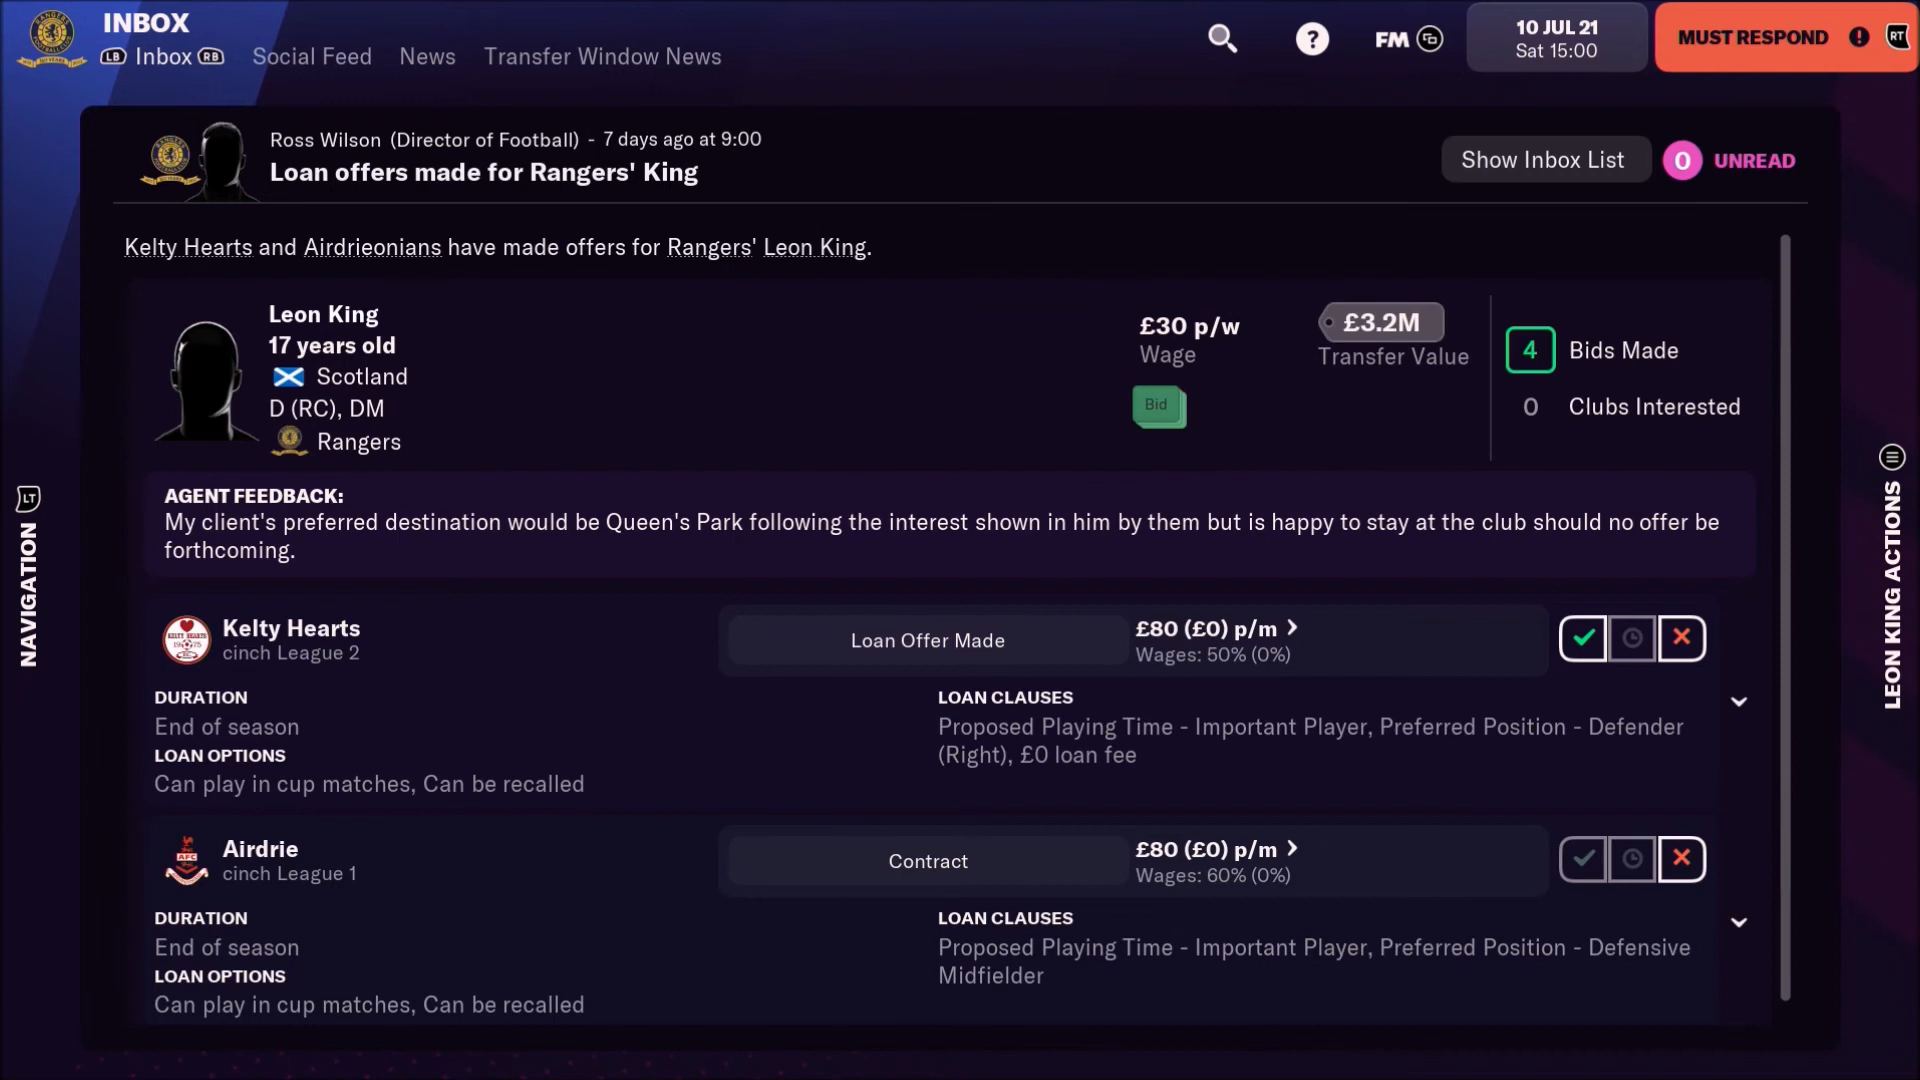 INBOX
LB Inbox RB Social Feed News Transfer Window News
? FM
10 JUL 21
Sat 15:00
MUST RESPOND ! RT
Ross Wilson (Director of Football) - 7 days ago at 9:00
Loan offers made for Rangers' King
Show Inbox List 0 UNREAD
Kelty Hearts and Airdrieonians have made offers for Rangers' Leon King.
Leon King
17 years old
Scotland
D (RC), DM
Rangers
£30 p/w
Wage
Bid
£3.2M
Transfer Value
4 Bids Made
0 Clubs Interested
AGENT FEEDBACK:
My client's preferred destination would be Queen's Park following the interest shown in him by them but is happy to stay at the club should no offer be
forthcoming.
KELTY HEARTS
1975
Kelty Hearts
cinch League 2
Loan Offer Made
£80 (£0) p/m
Wages: 50% (0%)
DURATION
End of season
LOAN OPTIONS
Can play in cup matches, Can be recalled
LOAN CLAUSES
Proposed Playing Time - Important Player, Preferred Position - Defender
(Right), £0 loan fee
AFC
Airdrie
cinch League 1
Contract
£80 (£0) p/m
Wages: 60% (0%)
DURATION
End of season
LOAN OPTIONS
Can play in cup matches, Can be recalled
LOAN CLAUSES
Proposed Playing Time - Important Player, Preferred Position - Defensive
Midfielder
LT
NAVIGATION
LEON KING ACTIONS